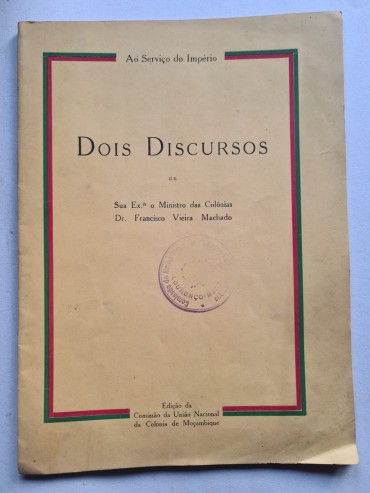 Ao Serviço do Império
DOIS DISCURSOS
DE
Sua Ex.ª o Ministro das Colónias
Dr. Francisco Vieira Machado
LOURENÇO
Edição da
Comissão da União Nacional
da Colónia de Moçambique